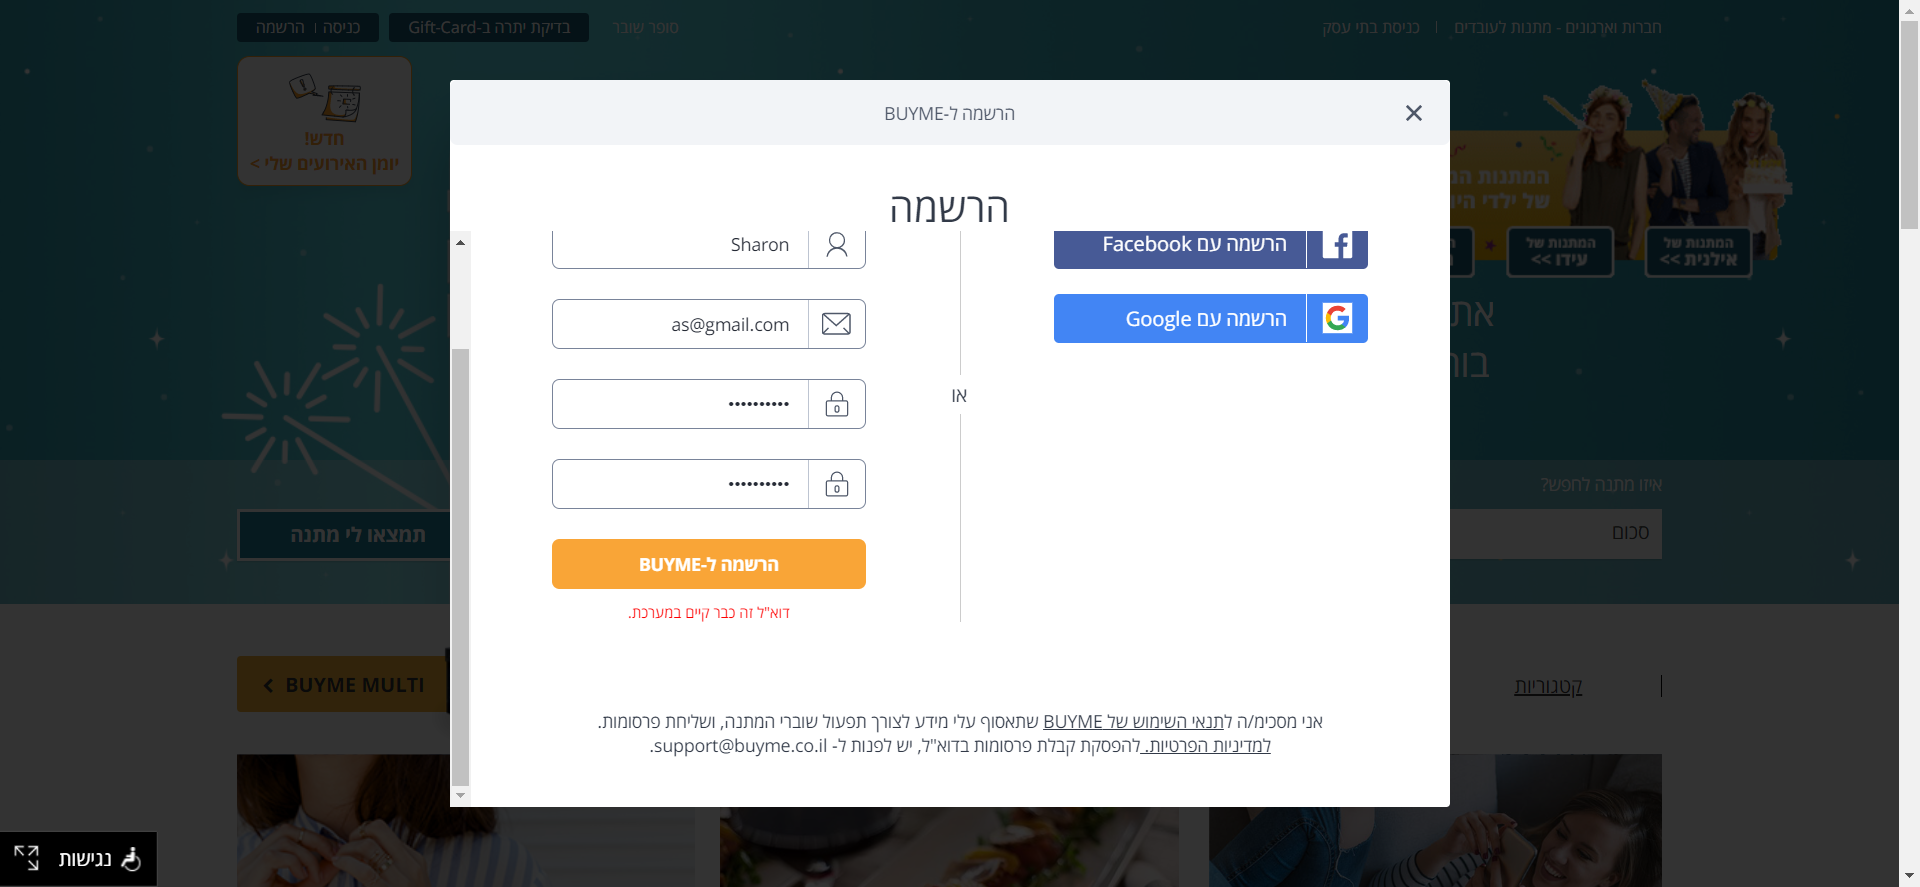 חברות וארגונים - מתנות לעובדים | כניסת בתי עסק
סופר שובר
בדיקת יתרה ב-Gift-Card
כניסה | הרשמה
חדש!
יומן האירועים שלי >
הרשמה ל-BUYME
הרשמה
הרשמה עם Facebook
הרשמה עם Google
או
Sharon
as@gmail.com
••••••••••
••••••••••
הרשמה ל-BUYME
דוא"ל זה כבר קיים במערכת.
אני מסכימ/ה לתנאי השימוש של BUYME שתאסוף עלי מידע לצורך תפעול שוברי המתנה, ושליחת פרסומות.
למדיניות הפרטיות. להפסקת קבלת פרסומות בדוא"ל, יש לפנות ל- support@buyme.co.il.
המתנות
של ילדי
המתנות של
אילנית >>
המתנות של
עידו >>
את
איזו מתנה לחפש?
סכום
תמצאו לי מתנה
קטגוריות
BUYME MULTI
נגישות